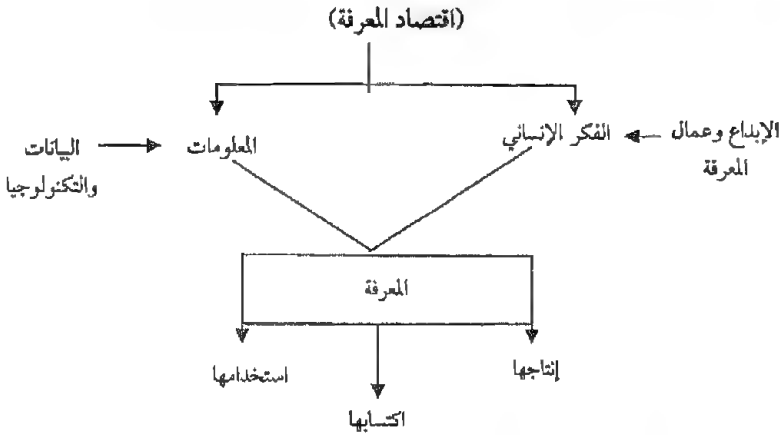 (اقتصاد المعرفة)
الإبداع وعمال
المعرفة
الفكر الإنساني
المعلومات
البيانات
والتكنولوجيا
المعرفة
إنتاجها
اكتسابها
استخدامها